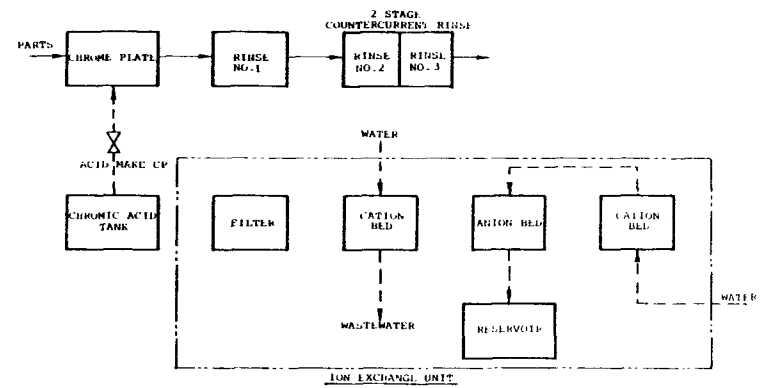 2 STAGE
COUNTERCURRENT RINSE
PARTS
CHROME PLATE
RINSE
NO.1
RINSE
NO.2
RINSE
NO.3
WATER
ACID MAKE UP
CHROMIC ACID
TANK
FILTER
CATION
BED
ANION BED
CATION
BED
WATER
WASTEWATER
RESERVOIR
ION EXCHANGE UNIT